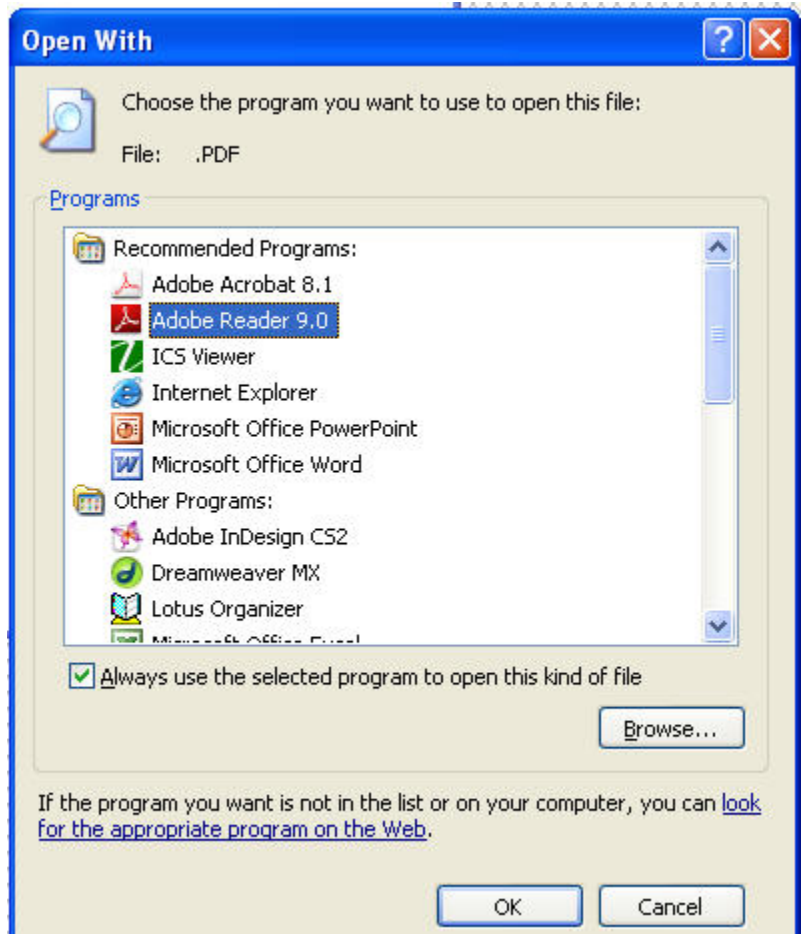 Open With
Choose the program you want to use to open this file:
File: .PDF
Programs
Recommended Programs:
Adobe Acrobat 8.1
Adobe Reader 9.0
ICS Viewer
Internet Explorer
Microsoft Office PowerPoint
Microsoft Office Word
Other Programs:
Adobe InDesign CS2
Dreamweaver MX
Lotus Organizer
Microsoft Office Excel
Always use the selected program to open this kind of file
Browse...
If the program you want is not in the list or on your computer, you can look
for the appropriate program on the Web.
OK
Cancel